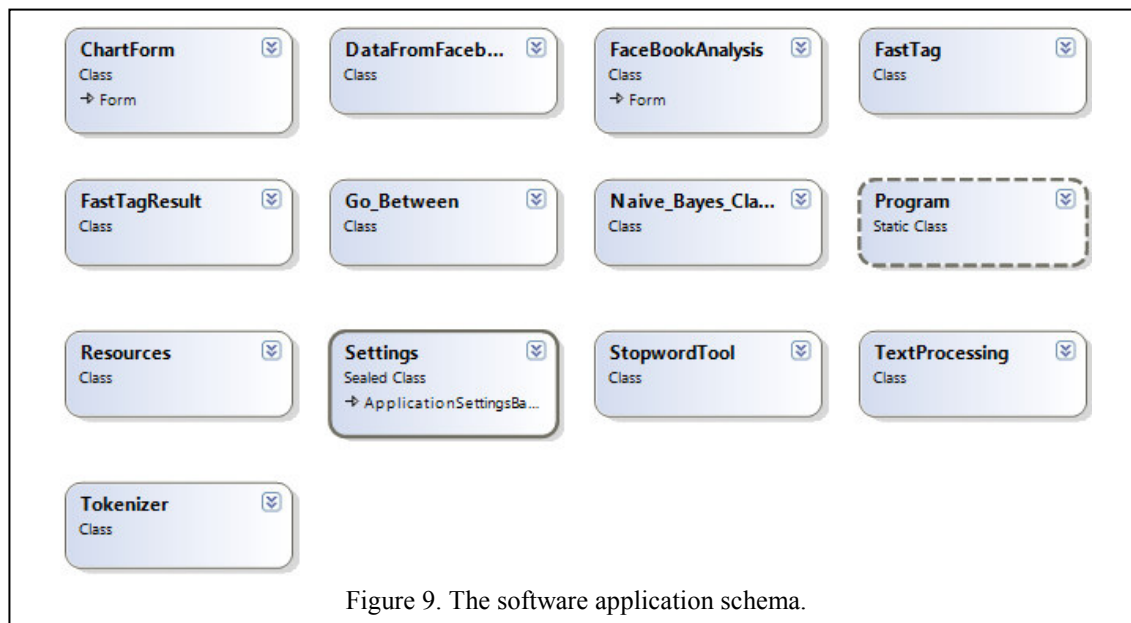 ChartForm
Class
→ Form
DataFromFaceb...
Class
FaceBookAnalysis
Class
→ Form
FastTag
Class
FastTagResult
Class
Go_Between
Class
Naive_Bayes_Cla...
Class
Program
Static Class
Resources
Class
Settings
Sealed Class
→ ApplicationSettingsBa...
StopwordTool
Class
TextProcessing
Class
Tokenizer
Class
Figure 9. The software application schema.